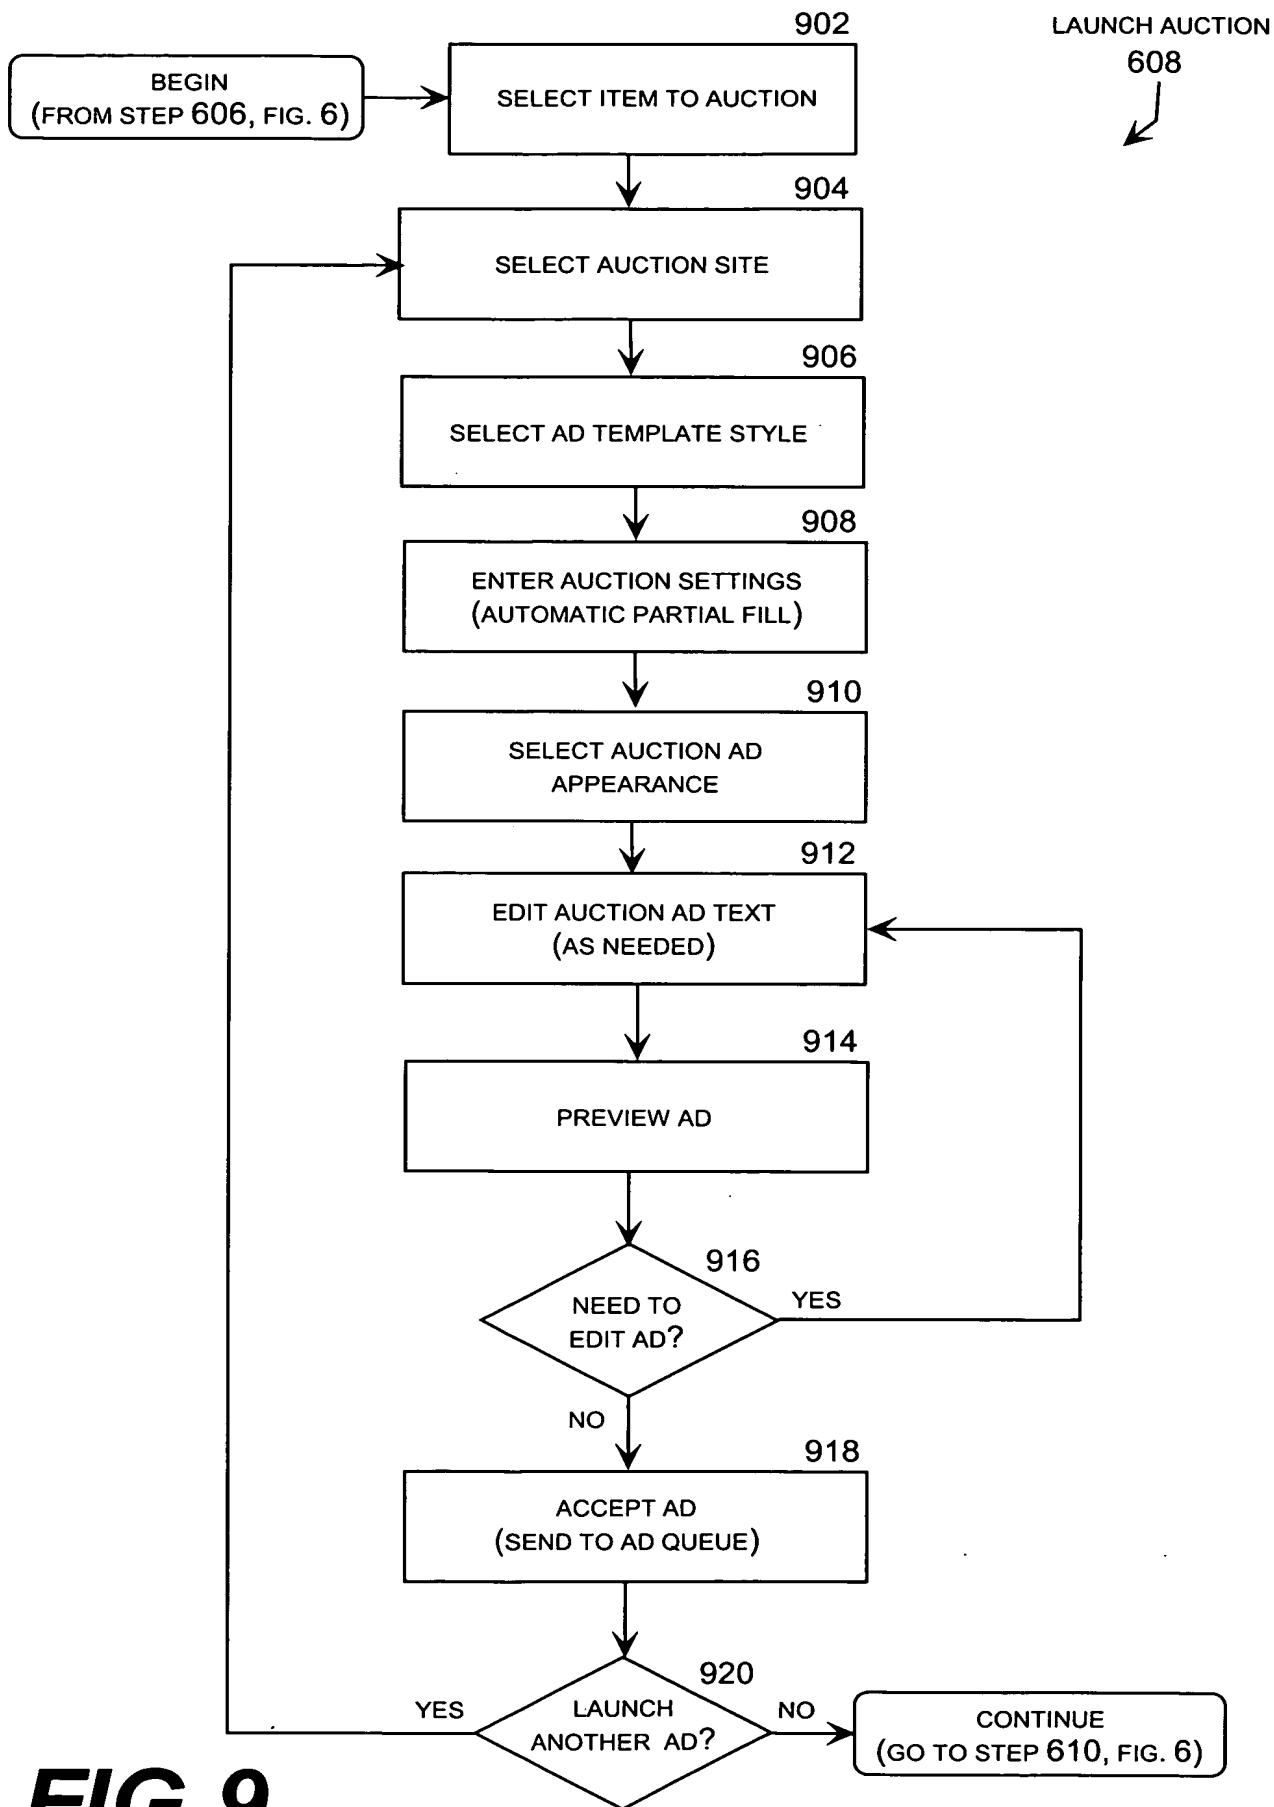 902
LAUNCH AUCTION
608
BEGIN
(FROM STEP 606, FIG. 6)
SELECT ITEM TO AUCTION
904
SELECT AUCTION SITE
906
SELECT AD TEMPLATE STYLE
908
ENTER AUCTION SETTINGS
(AUTOMATIC PARTIAL FILL)
910
SELECT AUCTION AD
APPEARANCE
912
EDIT AUCTION AD TEXT
(AS NEEDED)
914
PREVIEW AD
916
NEED TO
EDIT AD?
YES
NO
918
ACCEPT AD
(SEND TO AD QUEUE)
920
YES
LAUNCH
ANOTHER AD?
NO
CONTINUE
(GO TO STEP 610, FIG. 6)
FIG. 9